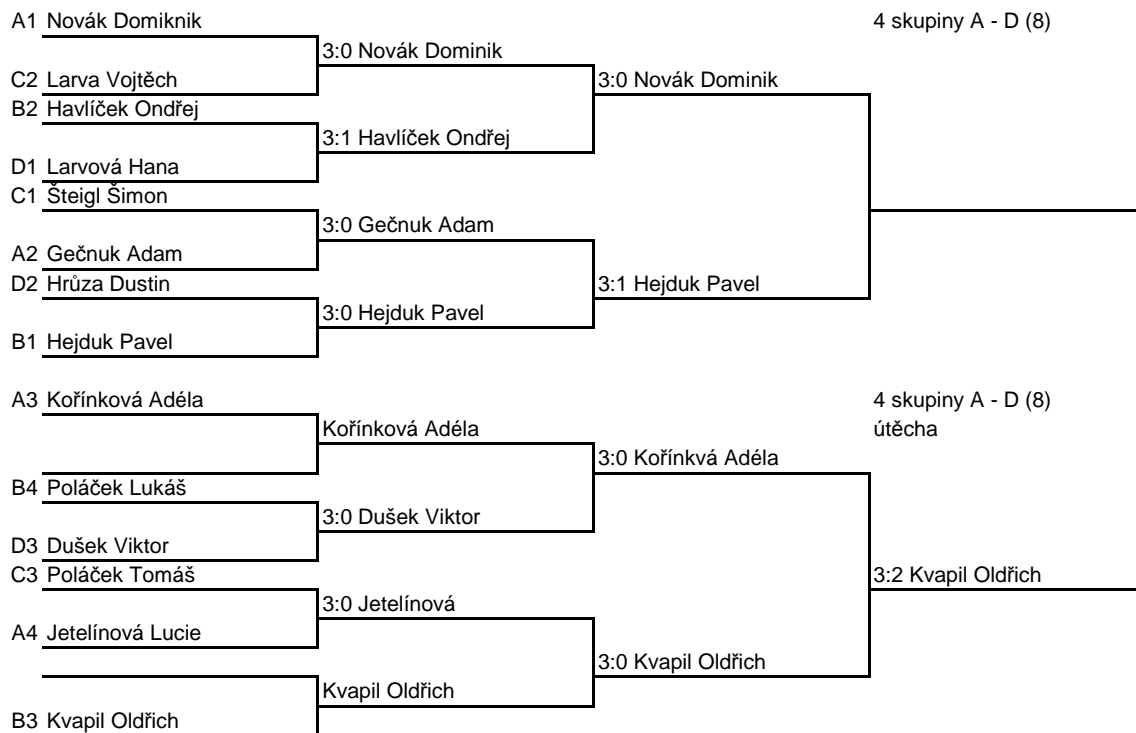 A1 Novák Domiknik 4 skupiny A - D (8)
3:0 Novák Dominik
C2 Larva Vojtěch 3:0 Novák Dominik
B2 Havlíček Ondřej
3:1 Havlíček Ondřej
D1 Larvová Hana
C1 Šteigl Šimon
3:0 Gečnuk Adam
A2 Gečnuk Adam
D2 Hrůza Dustin 3:1 Hejduk Pavel
3:0 Hejduk Pavel
B1 Hejduk Pavel
A3 Kořínková Adéla 4 skupiny A - D (8)
Kořínková Adéla útěcha
3:0 Kořínkvá Adéla
B4 Poláček Lukáš
3:0 Dušek Viktor
D3 Dušek Viktor
C3 Poláček Tomáš 3:2 Kvapil Oldřich
3:0 Jetelínová
A4 Jetelínová Lucie
3:0 Kvapil Oldřich
Kvapil Oldřich
B3 Kvapil Oldřich